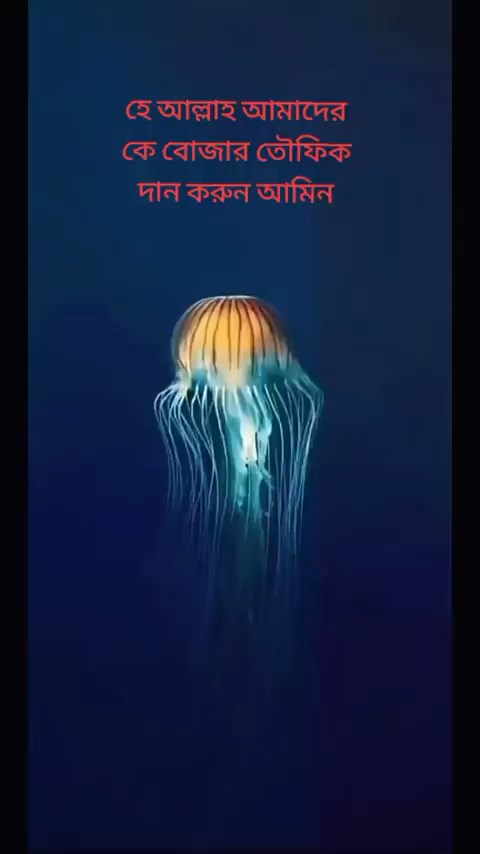 হে আল্লাহ আমাদের
কে বোজার তৌফিক
দান করুন আমিন